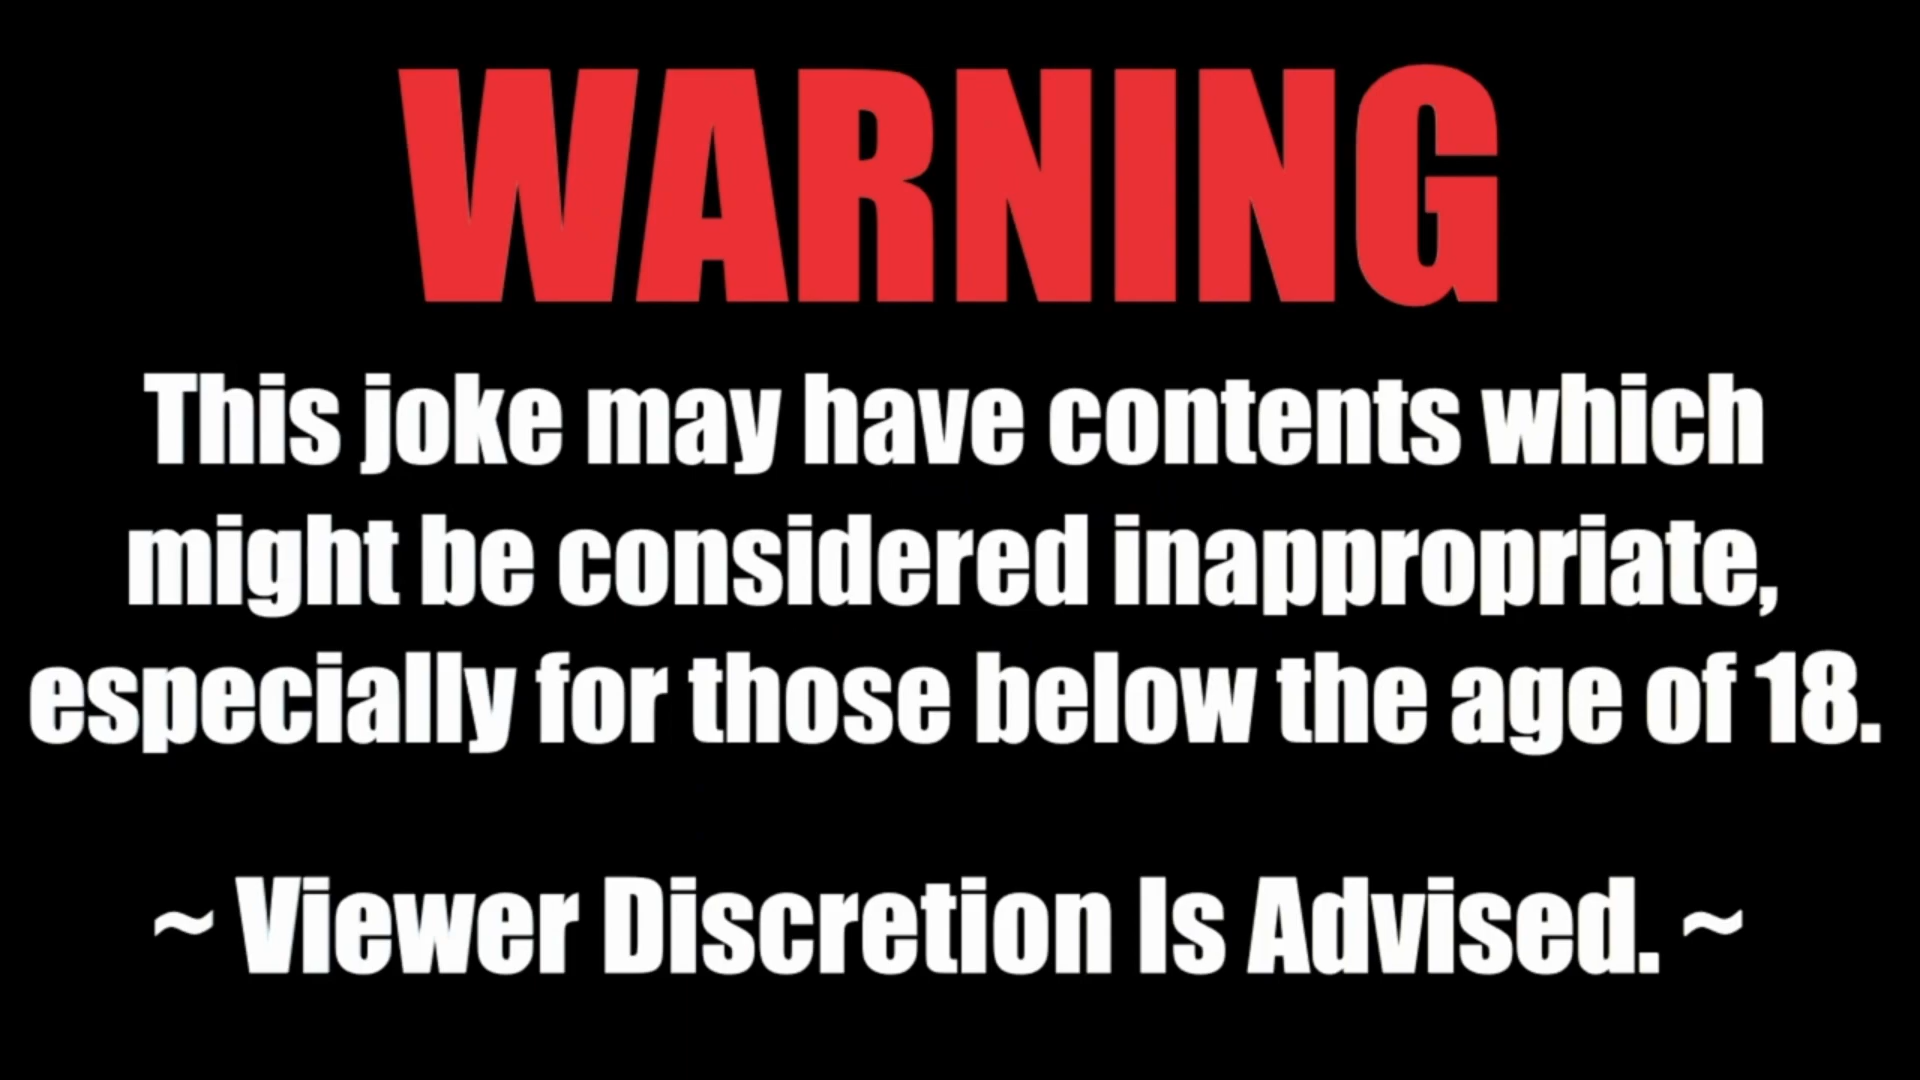 WARNING
This joke may have contents which
might be considered inappropriate,
especially for those below the age of 18.
~ Viewer Discretion Is Advised. ~